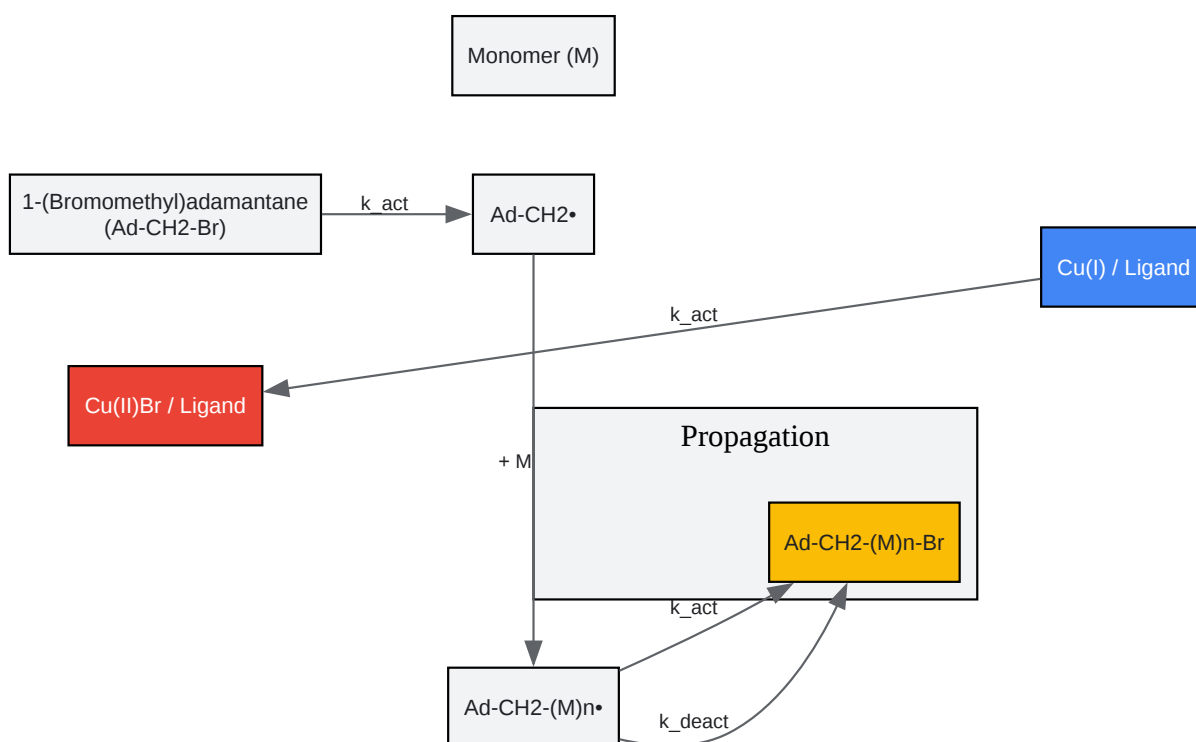 Monomer (M)
1-(Bromomethyl)adamantane
(Ad-CH2-Br)
k_act
Ad-CH2•
Cu(I) / Ligand
k_act
Cu(II)Br / Ligand
Propagation
+ M
Ad-CH2-(M)n-Br
k_act
Ad-CH2-(M)n•
k_deact